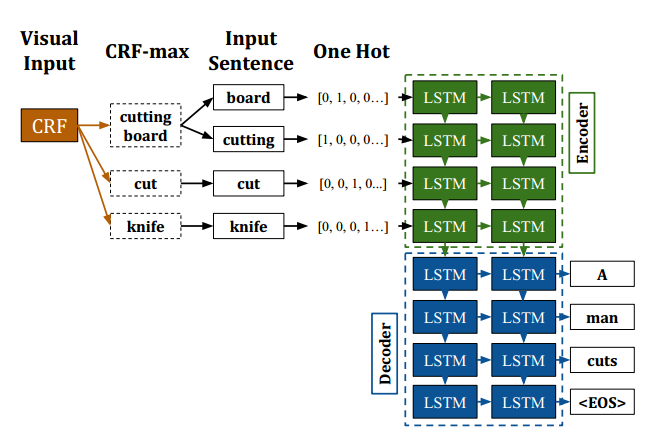 Visual
Input
CRF-max
Input
Sentence
One Hot
CRF
cutting
board
cut
knife
board
cutting
cut
knife
[0, 1, 0, 0…]
[1, 0, 0, 0…]
[0, 0, 1, 0...]
[0, 0, 0, 1…]
LSTM LSTM
LSTM LSTM
LSTM LSTM
LSTM LSTM
Encoder
LSTM LSTM
LSTM LSTM
LSTM LSTM
LSTM LSTM
Decoder
A
man
cuts
<EOS>